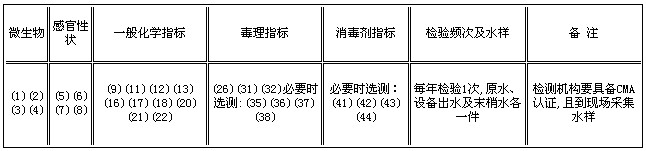 微生物
感官性
状
一般化学指标
毒理指标
消毒剂指标
检验频次及水样
备 注
(1)(2)
(3)(4)
(5)(6)
(7)(8)
(9)(11)(12)(13)
(16)(17)(18)(20)
(21)(22)
(26)(31)(32)必要时
选测:(35)(36)(37)
(38)
必要时选测：
(41)(42)(43)
(44)
每年检验1次,原水、
设备出水及末梢水各
一件
检测机构要具备CMA
认证,且到现场采集
水样